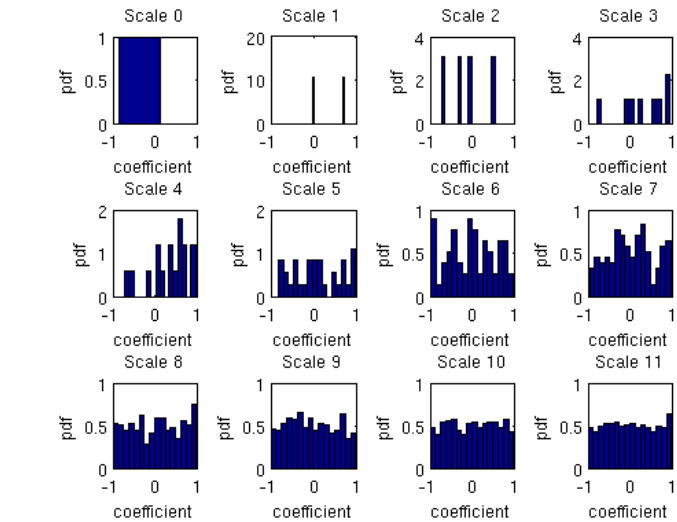 Scale 0 Scale 1 Scale 2 Scale 3
1 20 4 4
pdf 0.5 pdf 10 pdf 2 pdf 2
0 0 0 0
-1 0 1 -1 0 1 -1 0 1 -1 0 1
coefficient coefficient coefficient coefficient
Scale 4 Scale 5 Scale 6 Scale 7
2 2 1 1
pdf 1 pdf 1 pdf 0.5 pdf 0.5
0 0 0 0
-1 0 1 -1 0 1 -1 0 1 -1 0 1
coefficient coefficient coefficient coefficient
Scale 8 Scale 9 Scale 10 Scale 11
1 1 1 1
pdf 0.5 pdf 0.5 pdf 0.5 pdf 0.5
0 0 0 0
-1 0 1 -1 0 1 -1 0 1 -1 0 1
coefficient coefficient coefficient coefficient